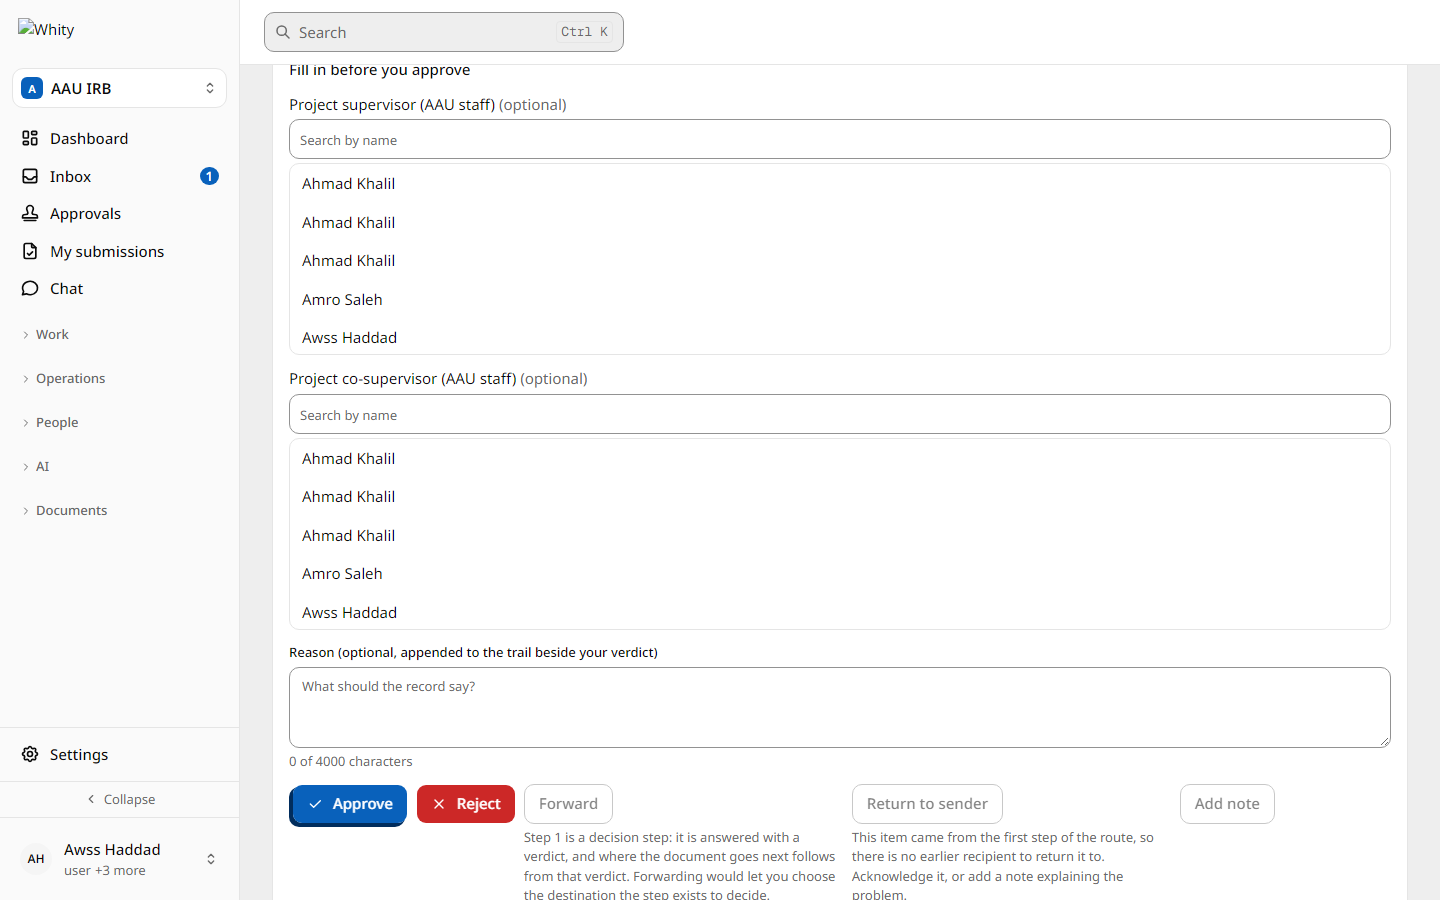 Whity
Search
Ctrl K
A
AAU IRB
Dashboard
Inbox
1
Approvals
My submissions
Chat
Work
Operations
People
AI
Documents
Settings
Collapse
AH
Awss Haddad
user +3 more
Fill in before you approve
Project supervisor (AAU staff) (optional)
Search by name
Ahmad Khalil
Ahmad Khalil
Ahmad Khalil
Amro Saleh
Awss Haddad
Project co-supervisor (AAU staff) (optional)
Search by name
Ahmad Khalil
Ahmad Khalil
Ahmad Khalil
Amro Saleh
Awss Haddad
Reason (optional, appended to the trail beside your verdict)
What should the record say?
0 of 4000 characters
Approve
Reject
Forward
Step 1 is a decision step: it is answered with a
verdict, and where the document goes next follows
from that verdict. Forwarding would let you choose
the destination the step exists to decide.
Return to sender
This item came from the first step of the route, so
there is no earlier recipient to return it to.
Acknowledge it, or add a note explaining the
problem.
Add note